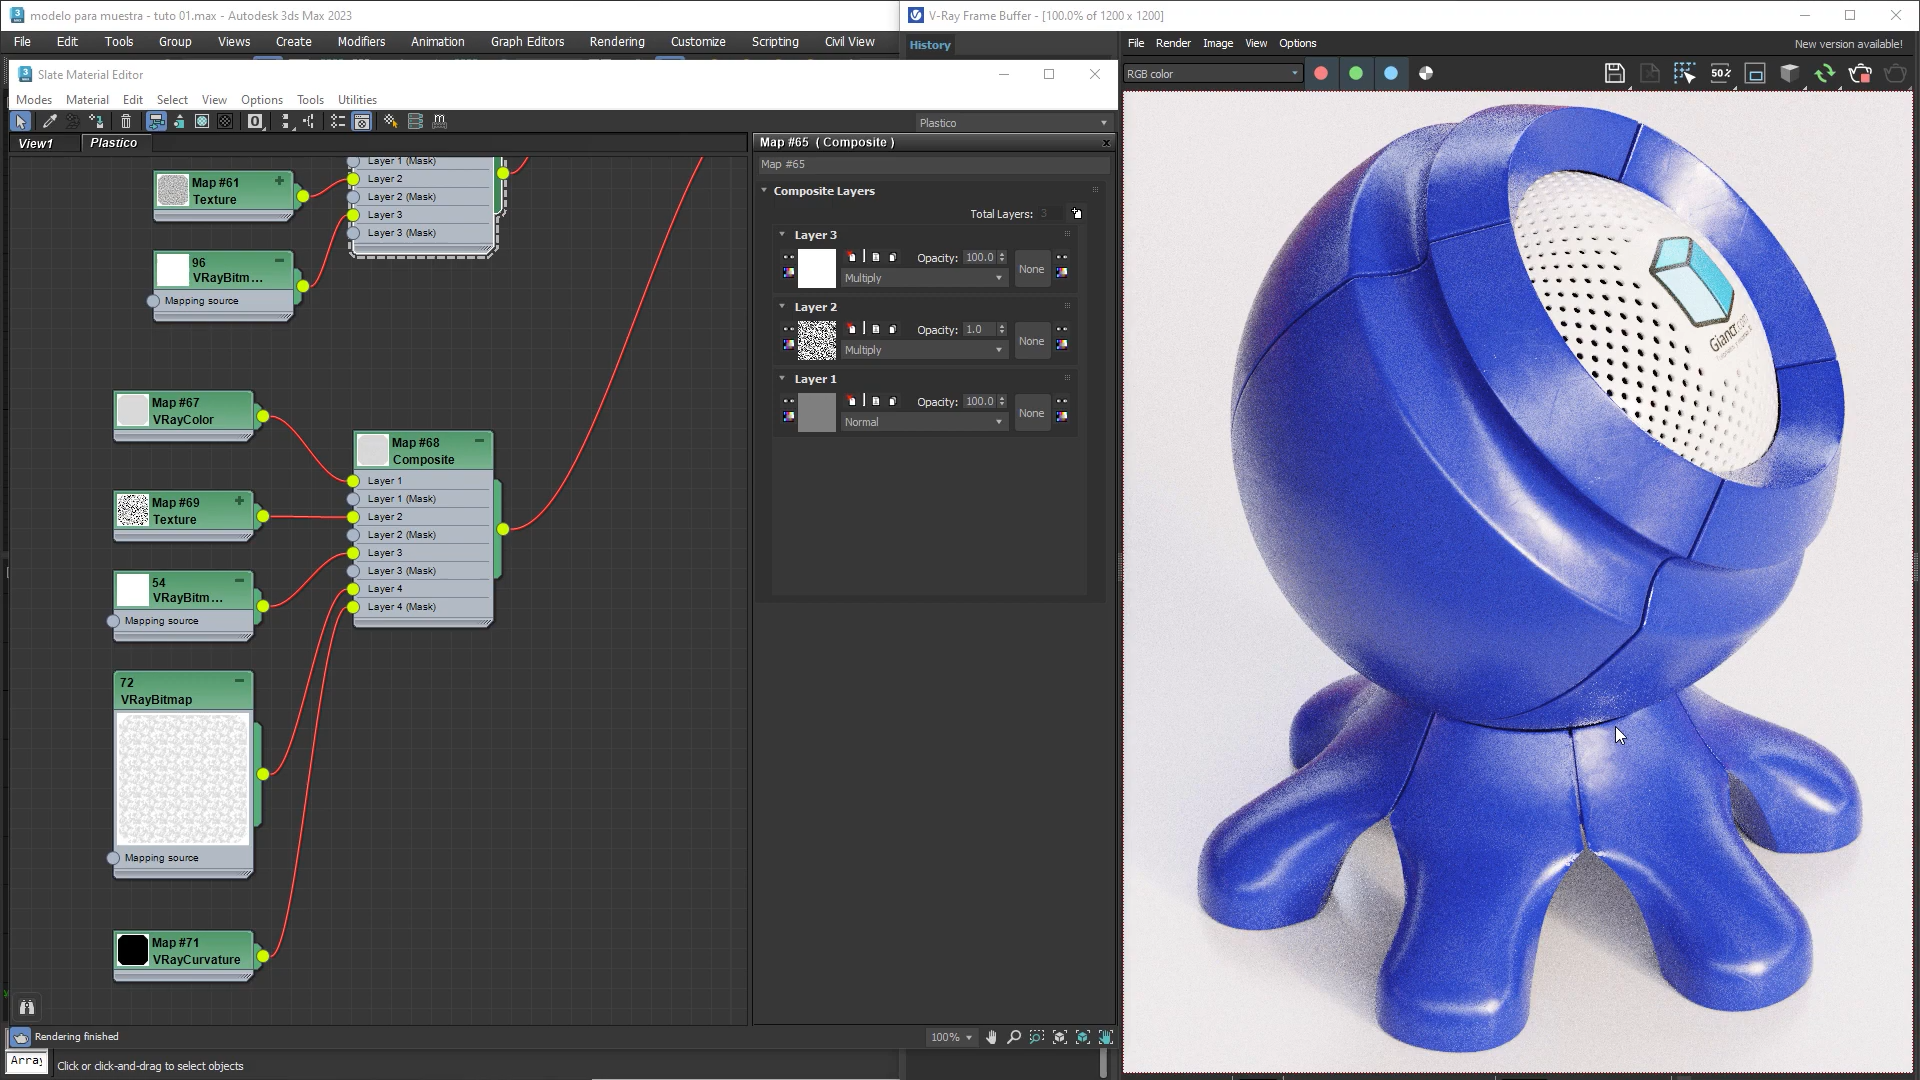 modelo para muestra - tuto 01.max - Autodesk 3ds Max 2023
V-Ray Frame Buffer - [100.0% of 1200 x 1200]
File Edit Tools Group Views Create Modifiers Animation Graph Editors Rendering Customize Scripting Civil View
History
File Render Image View Options
New version available!
RGB color
50%
Slate Material Editor
Modes Material Edit Select View Options Tools Utilities
Plastico
View1
Plastico
Map #61
Texture
96
VRayBitm...
Mapping source
Layer 1 (Mask)
Layer 2
Layer 2 (Mask)
Layer 3
Layer 3 (Mask)
Map #67
VRayColor
Map #69
Texture
54
VRayBitm...
Mapping source
72
VRayBitmap
Mapping source
Map #71
VRayCurvature
Map #68
Composite
Layer 1
Layer 1 (Mask)
Layer 2
Layer 2 (Mask)
Layer 3
Layer 3 (Mask)
Layer 4
Layer 4 (Mask)
Map #65 ( Composite )
Map #65
Composite Layers
Total Layers: 3
Layer 3
Opacity: 100.0
Multiply
None
Layer 2
Opacity: 1.0
Multiply
None
Layer 1
Opacity: 100.0
Normal
None
Rendering finished
100%
Array
Click or click-and-drag to select objects